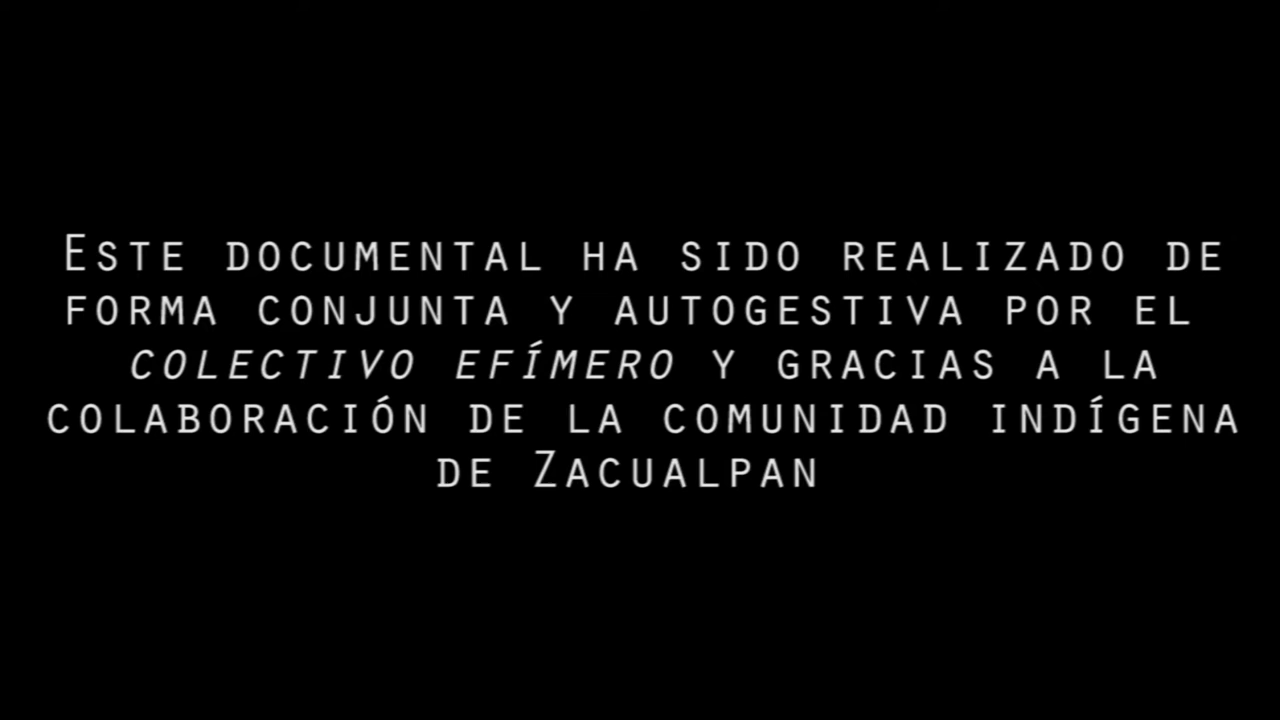 Este documental ha sido realizado de
forma conjunta y autogestiva por el
colectivo efímero y gracias a la
colaboración de la comunidad indígena
de Zacualpan